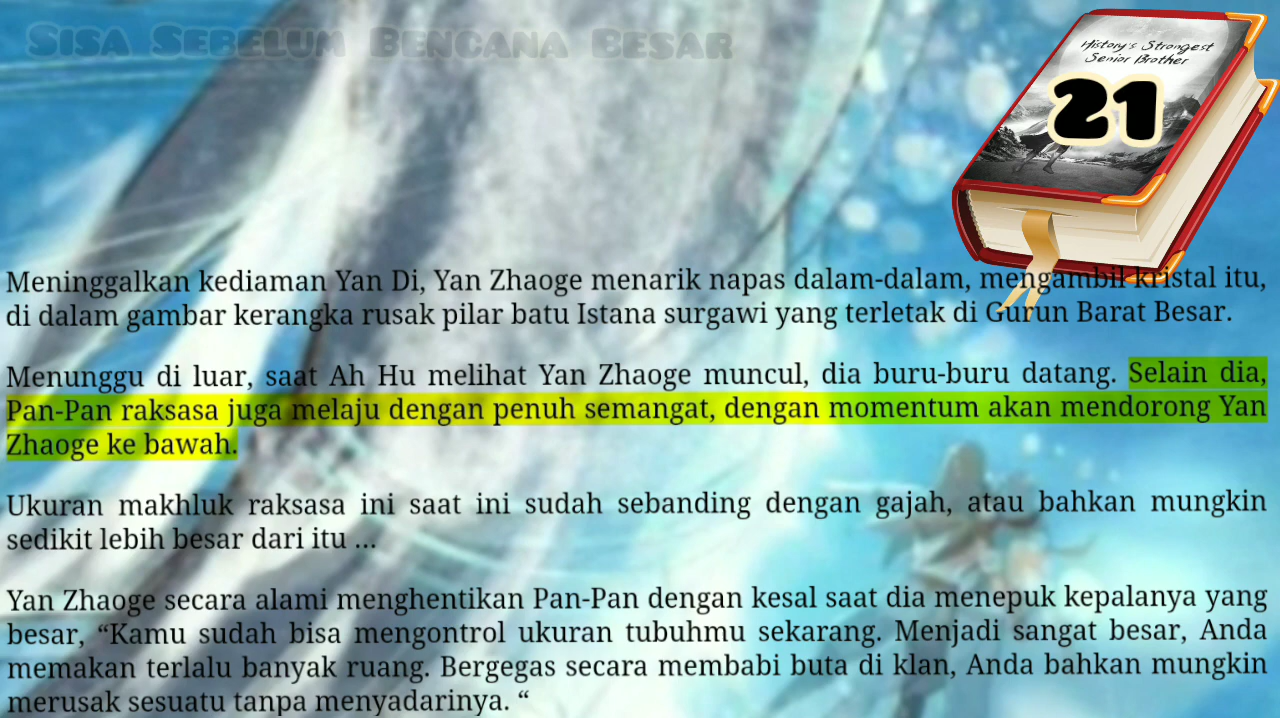 Sisa Sebelum Bencana Besar
History's Strongest
Senior Brother
21
Meninggalkan kediaman Yan Di, Yan Zhaoge menarik napas dalam-dalam, mengambil kristal itu,
di dalam gambar kerangka rusak pilar batu Istana surgawi yang terletak di Gurun Barat Besar.
Menunggu di luar, saat Ah Hu melihat Yan Zhaoge muncul, dia buru-buru datang. Selain dia,
Pan-Pan raksasa juga melaju dengan penuh semangat, dengan momentum akan mendorong Yan
Zhaoge ke bawah.
Ukuran makhluk raksasa ini saat ini sudah sebanding dengan gajah, atau bahkan mungkin
sedikit lebih besar dari itu ...
Yan Zhaoge secara alami menghentikan Pan-Pan dengan kesal saat dia menepuk kepalanya yang
besar, “Kamu sudah bisa mengontrol ukuran tubuhmu sekarang. Menjadi sangat besar, Anda
memakan terlalu banyak ruang. Bergegas secara membabi buta di klan, Anda bahkan mungkin
merusak sesuatu tanpa menyadarinya. “